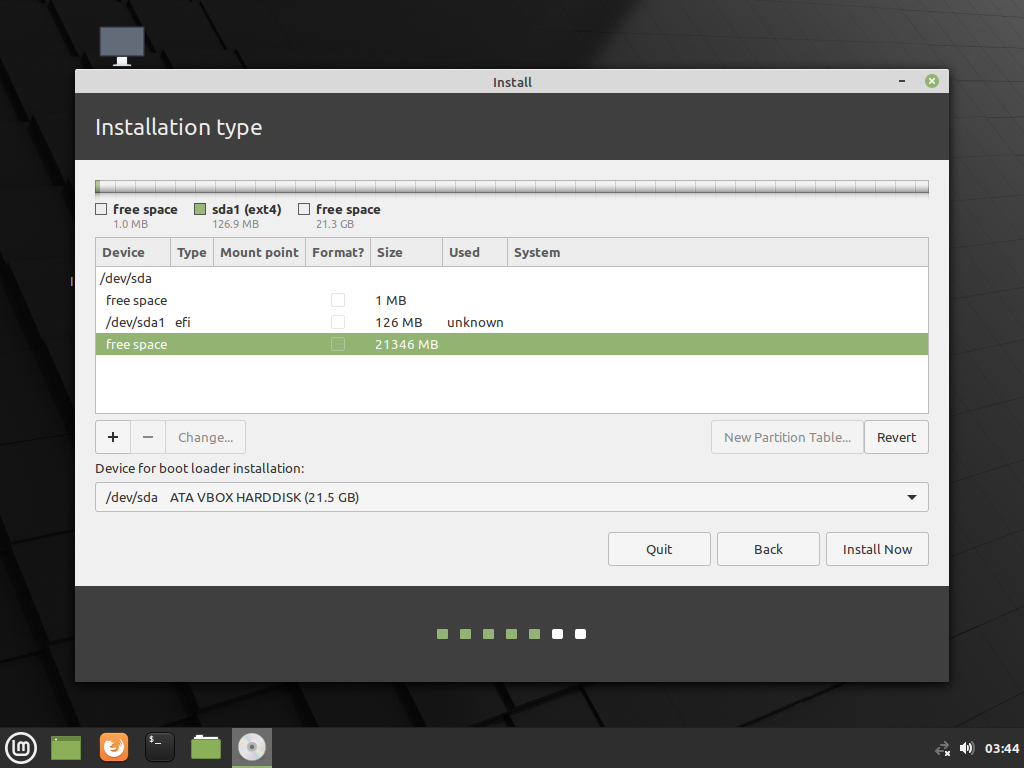 Install
Installation type
free space sda1 (ext4) free space
1.0 MB 126.9 MB 21.3 GB
Device Type Mount point Format? Size Used System
/dev/sda
free space 1 MB
/dev/sda1 efi 126 MB unknown
free space 21346 MB
+ − Change... New Partition Table... Revert
Device for boot loader installation:
/dev/sda ATA VBOX HARDDISK (21.5 GB)
Quit Back Install Now
$_
03:44